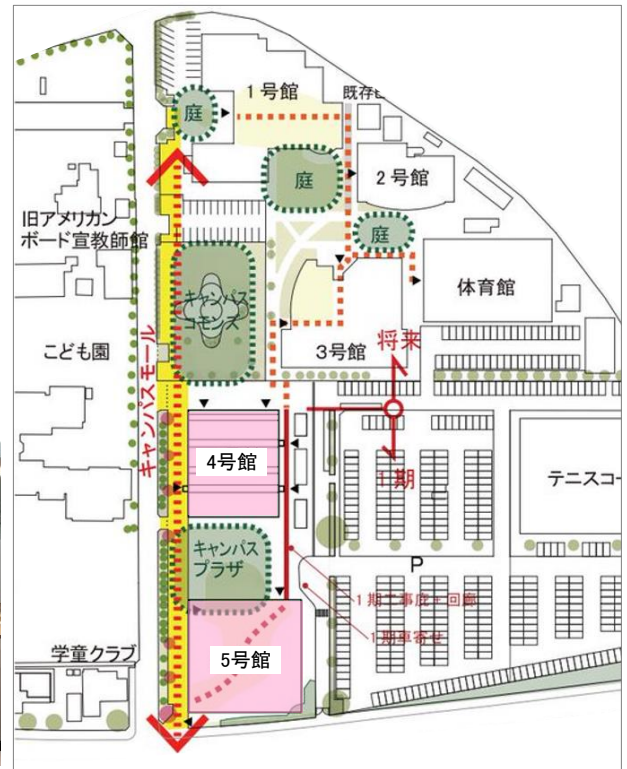 庭
1号館
既存
庭
2号館
旧アメリカン
ボード宣教師館
庭
体育館
キャンパス
コモンズ
3号館
将来
こども園
キャンパスモール
4号館
1期
テニスコー
キャンパス
プラザ
P
1期工事庇+回廊
1期車寄せ
学童クラブ
5号館